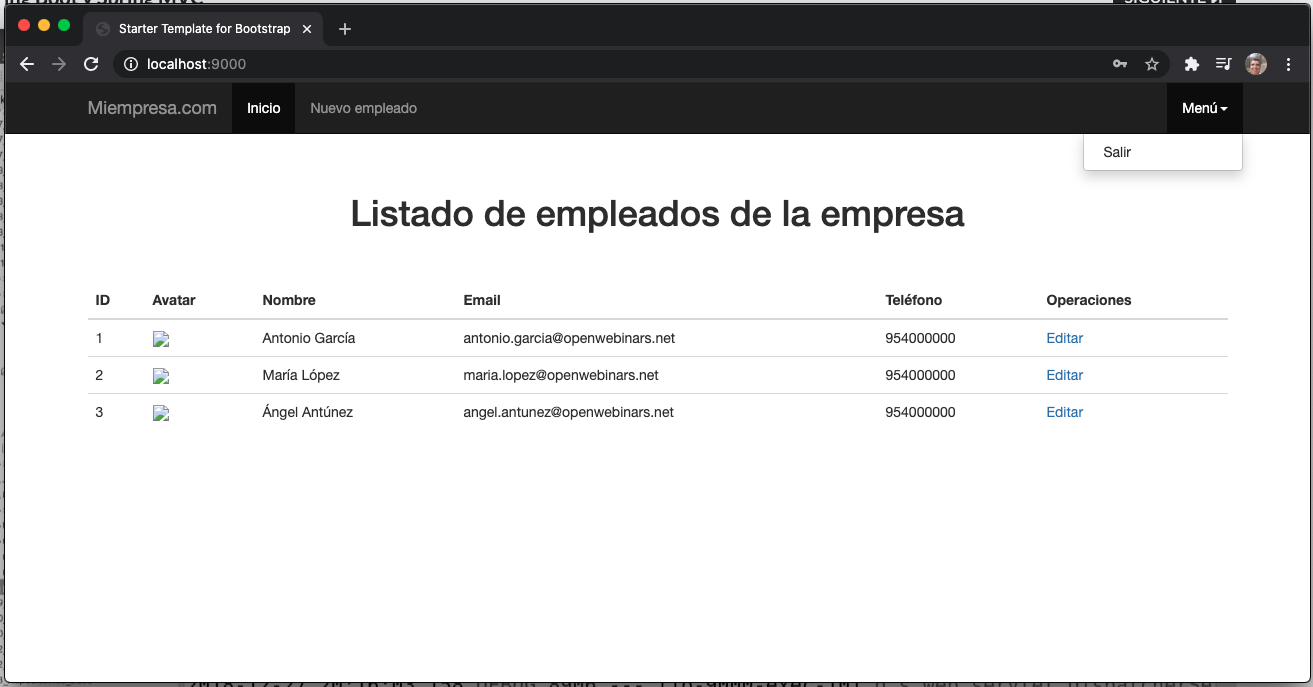 SIGUIENTE
Starter Template for Bootstrap
localhost:9000
Miempresa.com Inicio Nuevo empleado Menú
Salir
Listado de empleados de la empresa
ID Avatar Nombre Email Teléfono Operaciones
1 Antonio García antonio.garcia@openwebinars.net 954000000 Editar
2 María López maria.lopez@openwebinars.net 954000000 Editar
3 Ángel Antúnez angel.antunez@openwebinars.net 954000000 Editar